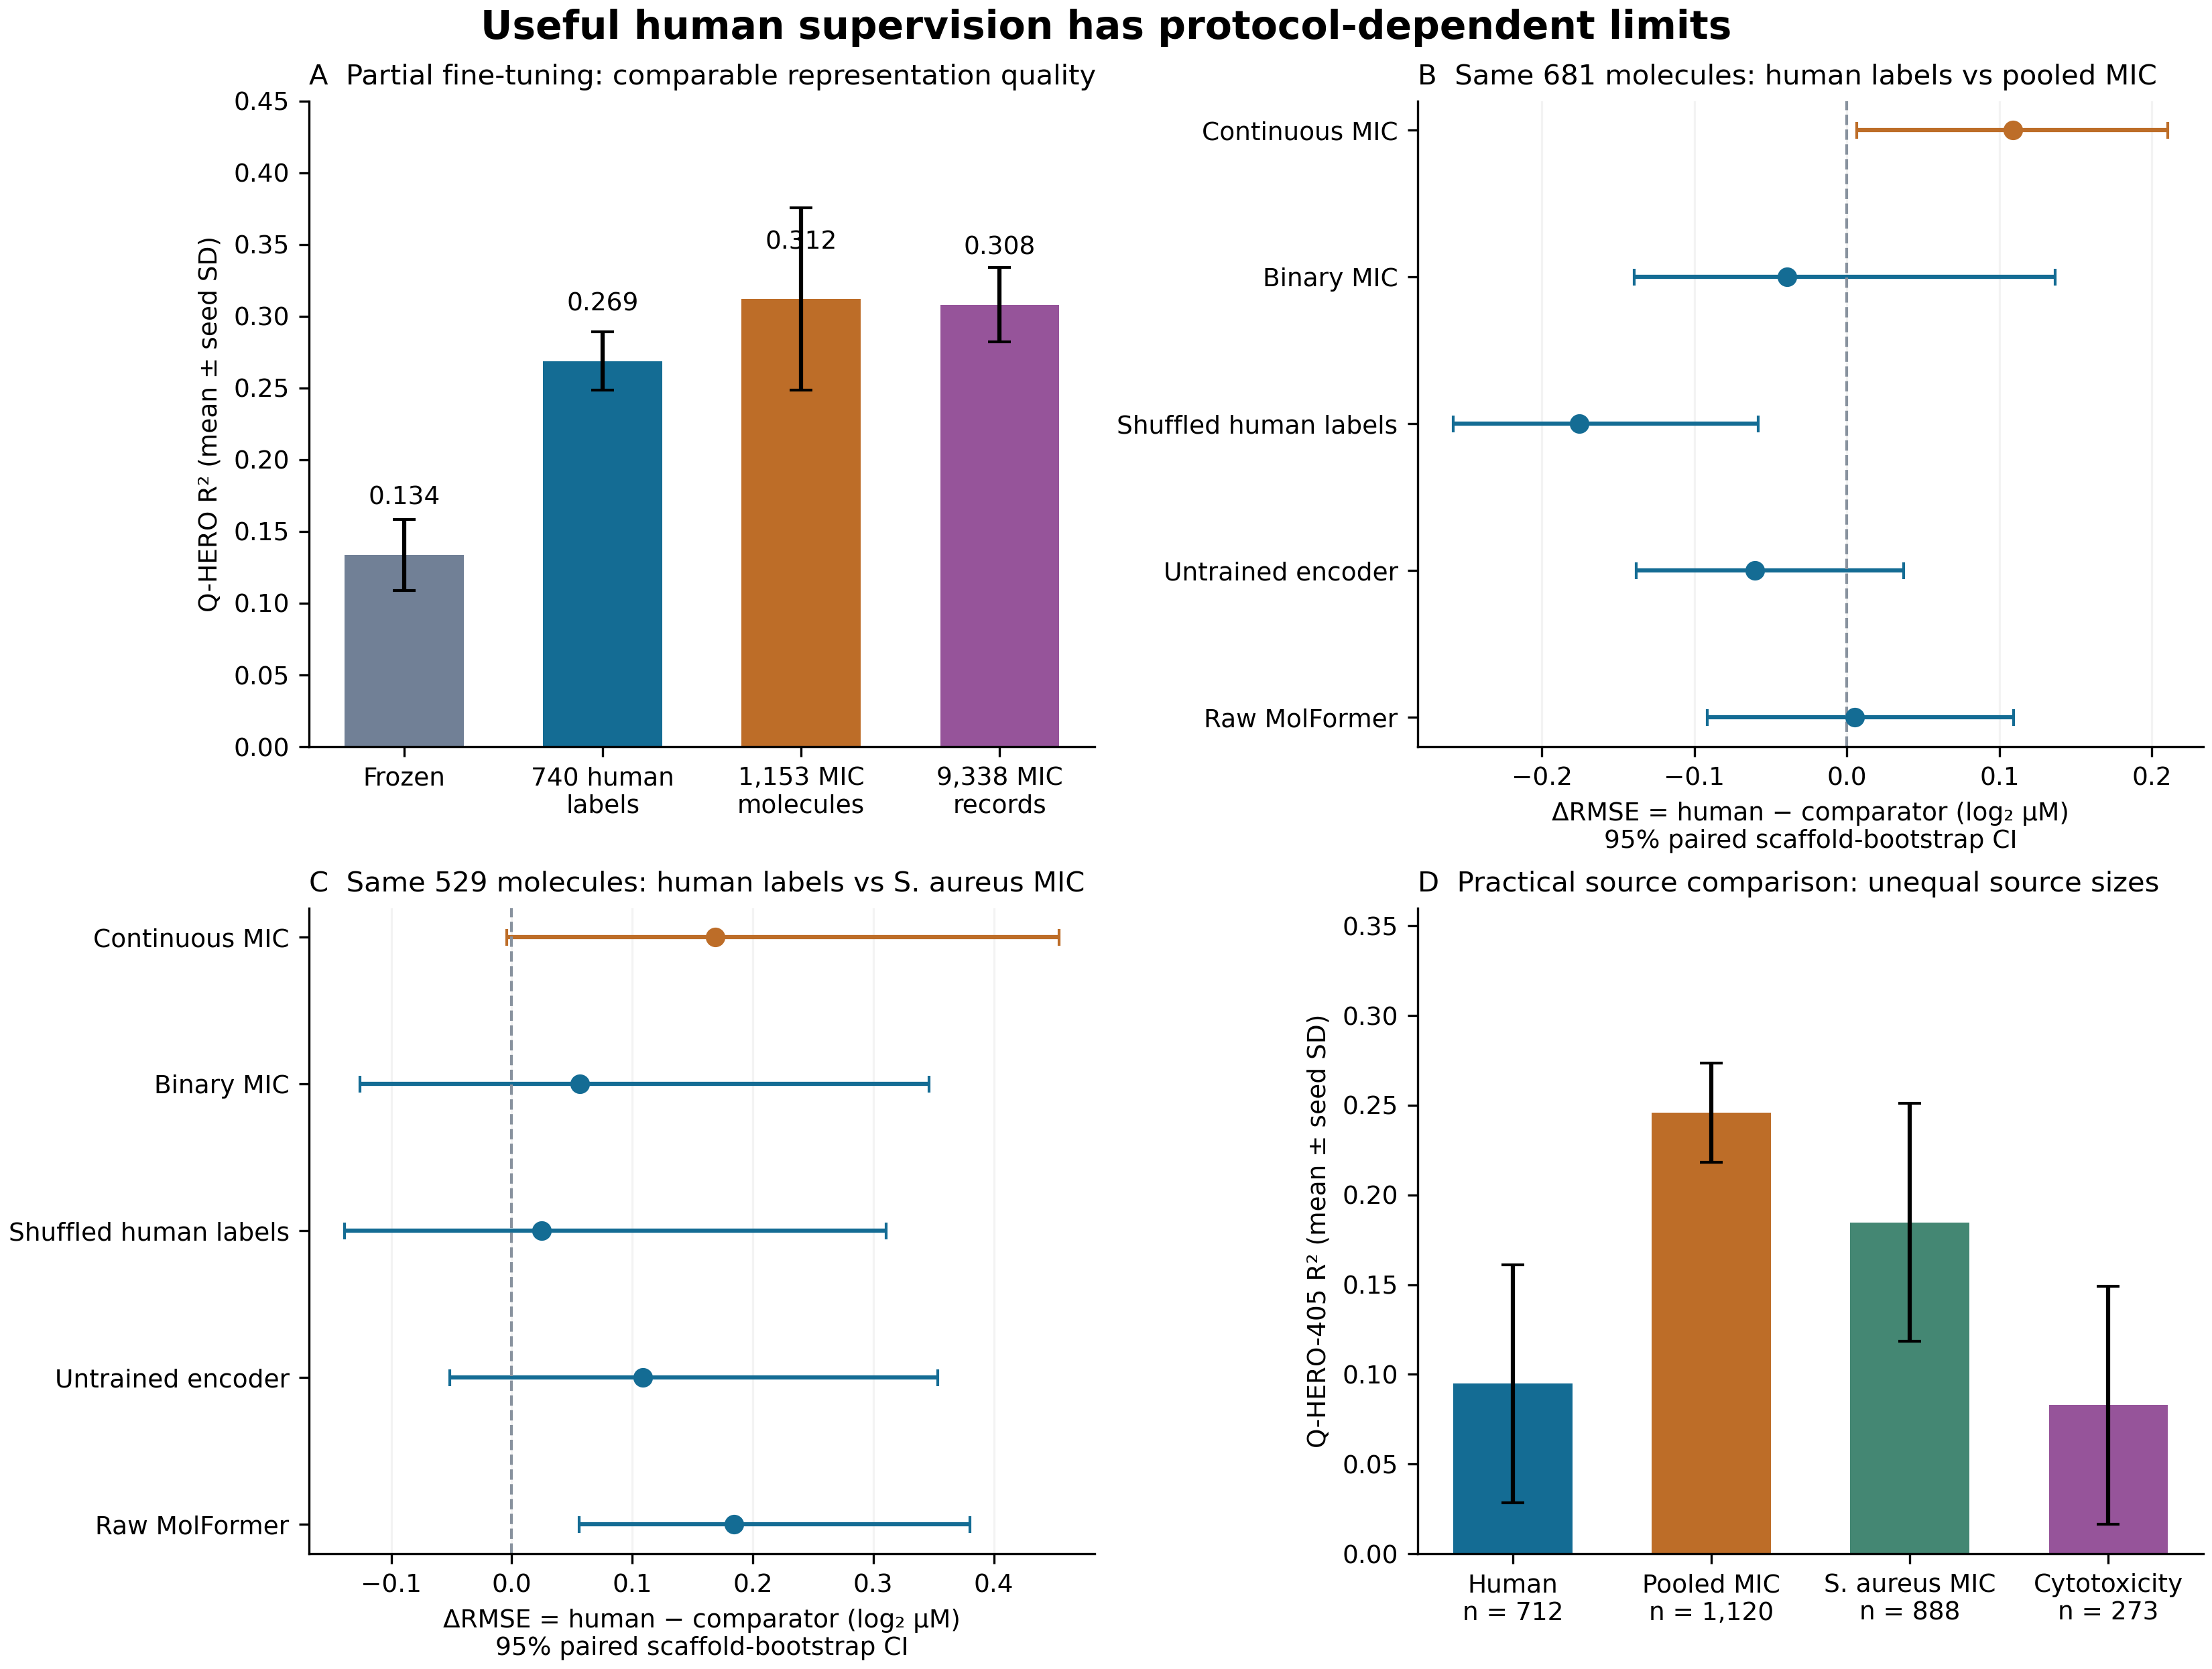 Useful human supervision has protocol-dependent limits
A Partial fine-tuning: comparable representation quality
Q-HERO R² (mean ± seed SD)
0.45
0.40
0.35
0.30
0.25
0.20
0.15
0.10
0.05
0.00
0.134
0.269
0.312
0.308
Frozen
740 human
labels
1,153 MIC
molecules
9,338 MIC
records
B Same 681 molecules: human labels vs pooled MIC
Continuous MIC
Binary MIC
Shuffled human labels
Untrained encoder
Raw MolFormer
−0.2
−0.1
0.0
0.1
0.2
ΔRMSE = human − comparator (log₂ µM)
95% paired scaffold-bootstrap CI
C Same 529 molecules: human labels vs S. aureus MIC
Continuous MIC
Binary MIC
Shuffled human labels
Untrained encoder
Raw MolFormer
−0.1
0.0
0.1
0.2
0.3
0.4
ΔRMSE = human − comparator (log₂ µM)
95% paired scaffold-bootstrap CI
D Practical source comparison: unequal source sizes
Q-HERO-405 R² (mean ± seed SD)
0.35
0.30
0.25
0.20
0.15
0.10
0.05
0.00
Human
n = 712
Pooled MIC
n = 1,120
S. aureus MIC
n = 888
Cytotoxicity
n = 273